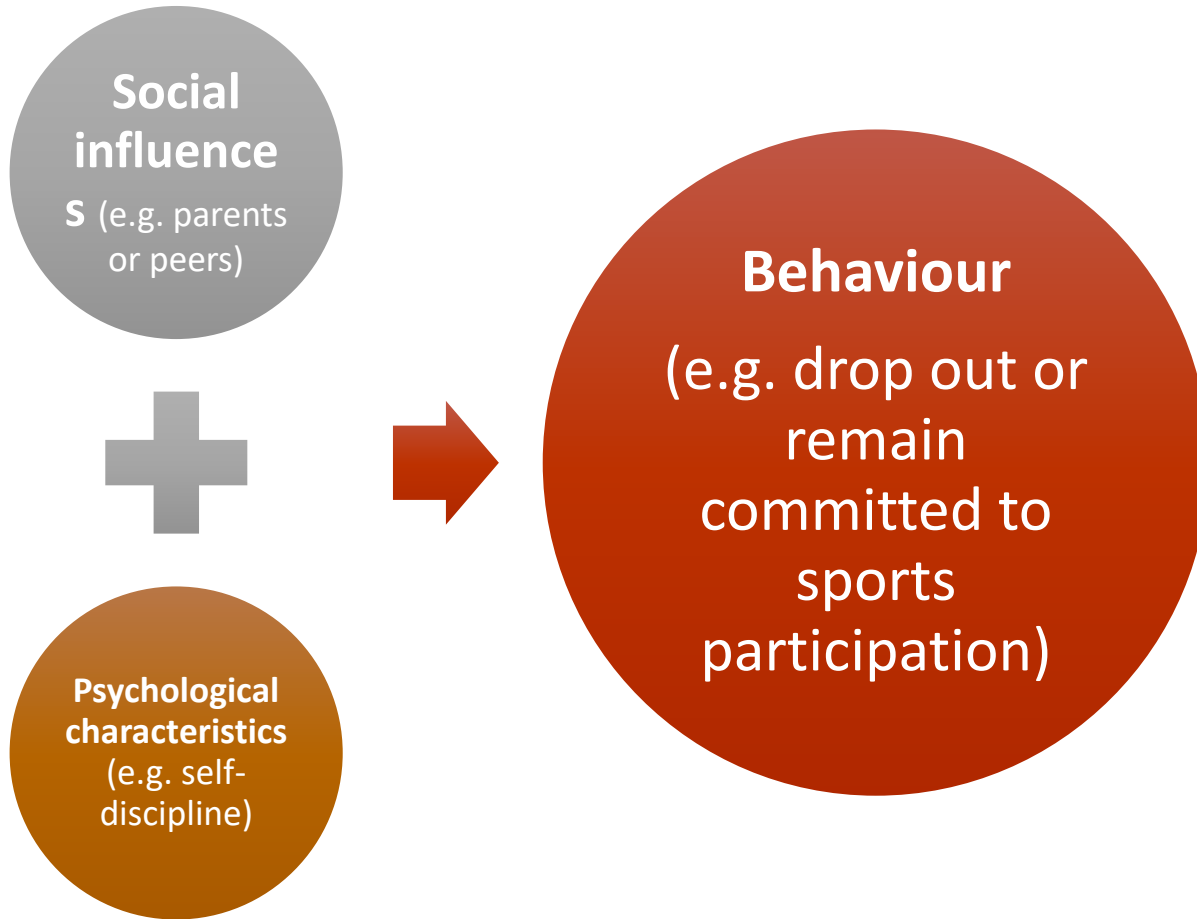 Social
influence
s (e.g. parents
or peers)
Psychological
characteristics
(e.g. self-
discipline)
Behaviour
(e.g. drop out or
remain
committed to
sports
participation)